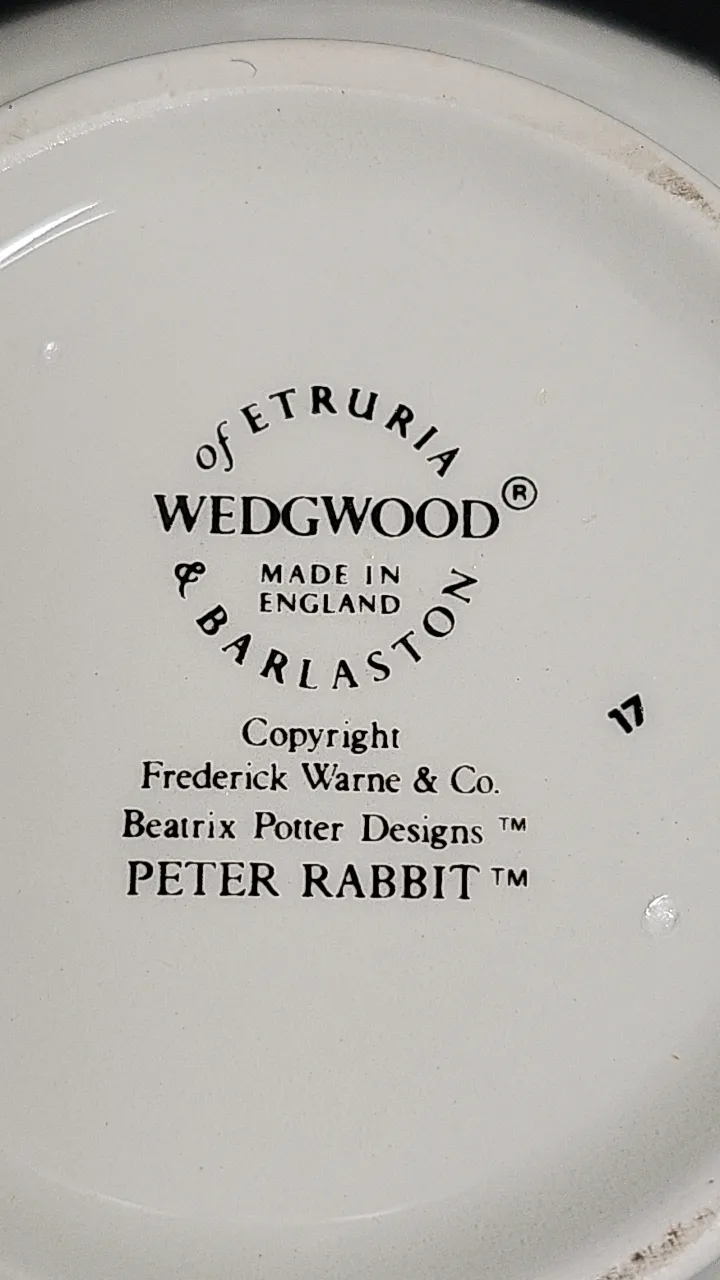 of ETRURIA
WEDGWOOD®
MADE IN
ENGLAND
& BARLASTON
17
Copyright
Frederick Warne & Co.
Beatrix Potter Designs ™
PETER RABBIT ™